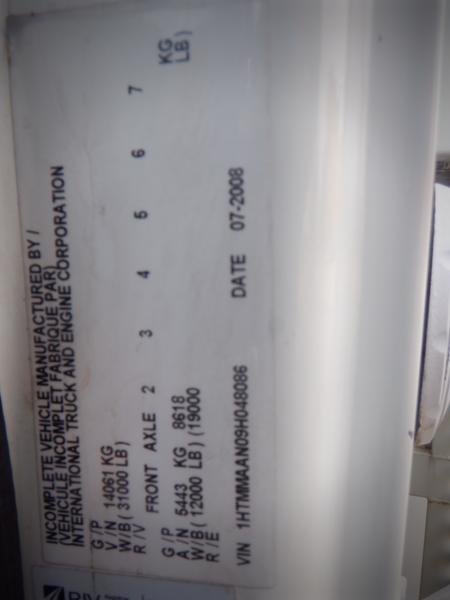 INCOMPLETE VEHICLE MANUFACTURED BY /
(VEHICULE INCOMPLET FABRIQUE PAR)
INTERNATIONAL TRUCK AND ENGINE CORPORATION
G/P
V/N 14061 KG
W/B( 31000 LB)
R/V FRONT AXLE 2 3 4 5 6 7
G/P KG
A/N 5443 KG 8618 LB)
W/B( 12000 LB) (19000
R/E
VIN 1HTMMAAN09H048086 DATE 07-2008
DIV